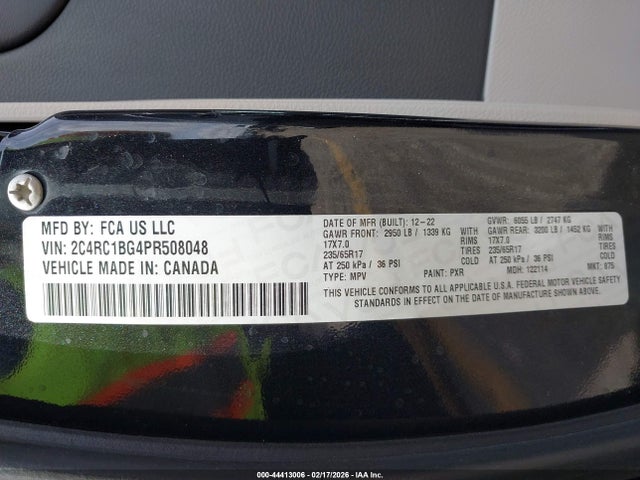 MFD BY: FCA US LLC
VIN: 2C4RC1BG4PR508048
VEHICLE MADE IN: CANADA
DATE OF MFR (BUILT): 12-22 GVWR: 6055 LB / 2747 KG
GAWR FRONT: 2950 LB / 1339 KG WITH GAWR REAR: 3200 LB / 1452 KG WITH
17X7.0 RIMS 17X7.0 RIMS
235/65R17 TIRES 235/65R17 TIRES
AT 250 kPa / 36 PSI COLD AT 250 kPa / 36 PSI COLD
TYPE: MPV PAINT: PXR MDH: 122114 MKT: 875
THIS VEHICLE CONFORMS TO ALL APPLICABLE U.S.A. FEDERAL MOTOR VEHICLE SAFETY
STANDARDS IN EFFECT ON THE DATE OF MANUFACTURE SHOWN ABOVE.
000-44413006 - 02/17/2026 - IAA Inc.